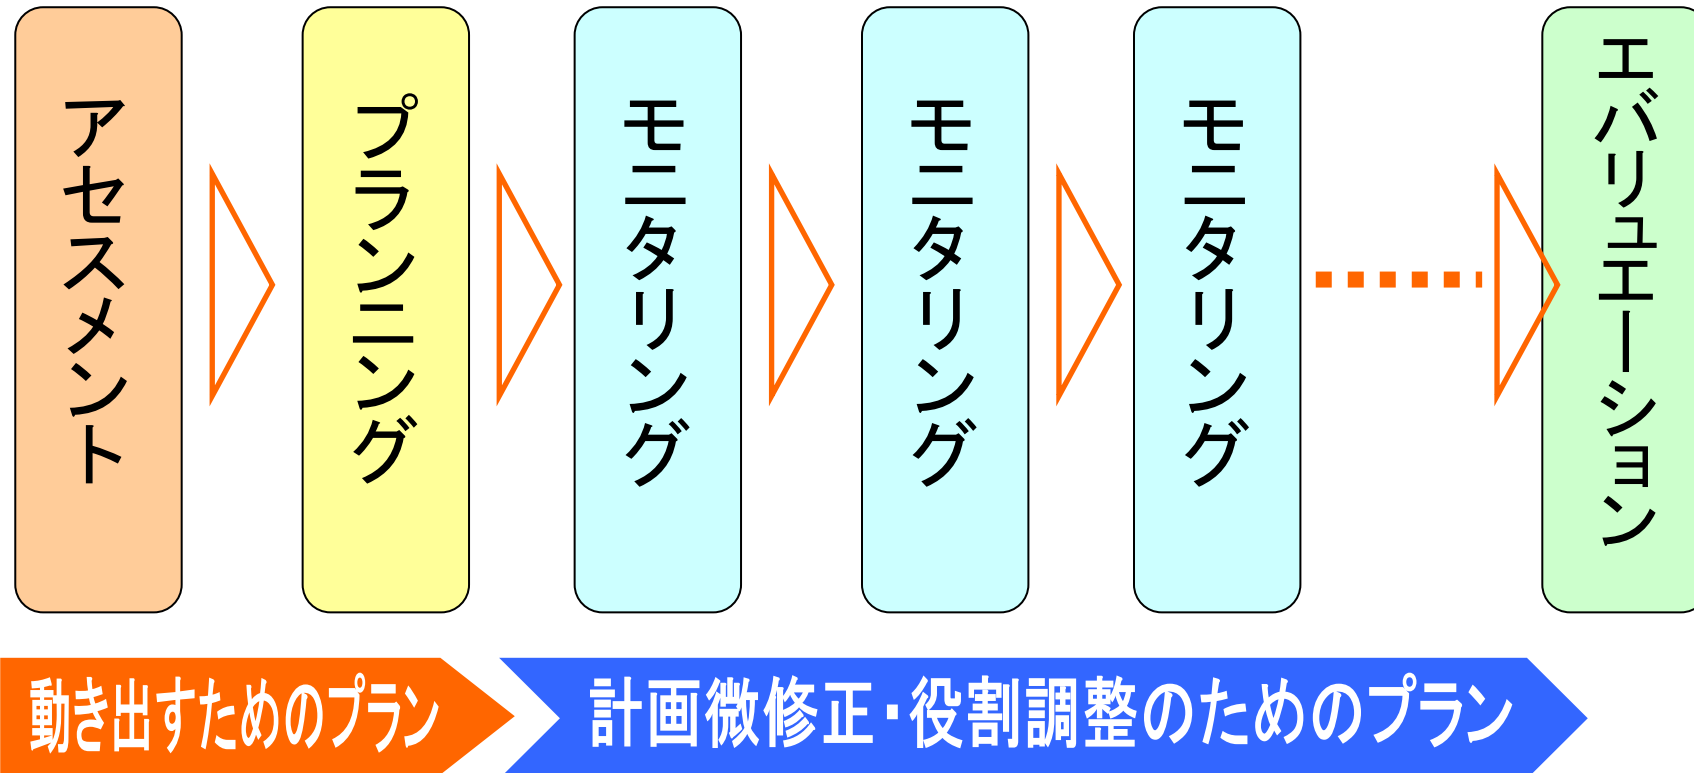 アセスメント
プランニング
モニタリング
モニタリング
モニタリング
エバリュエーション
動き出すためのプラン
計画微修正・役割調整のためのプラン